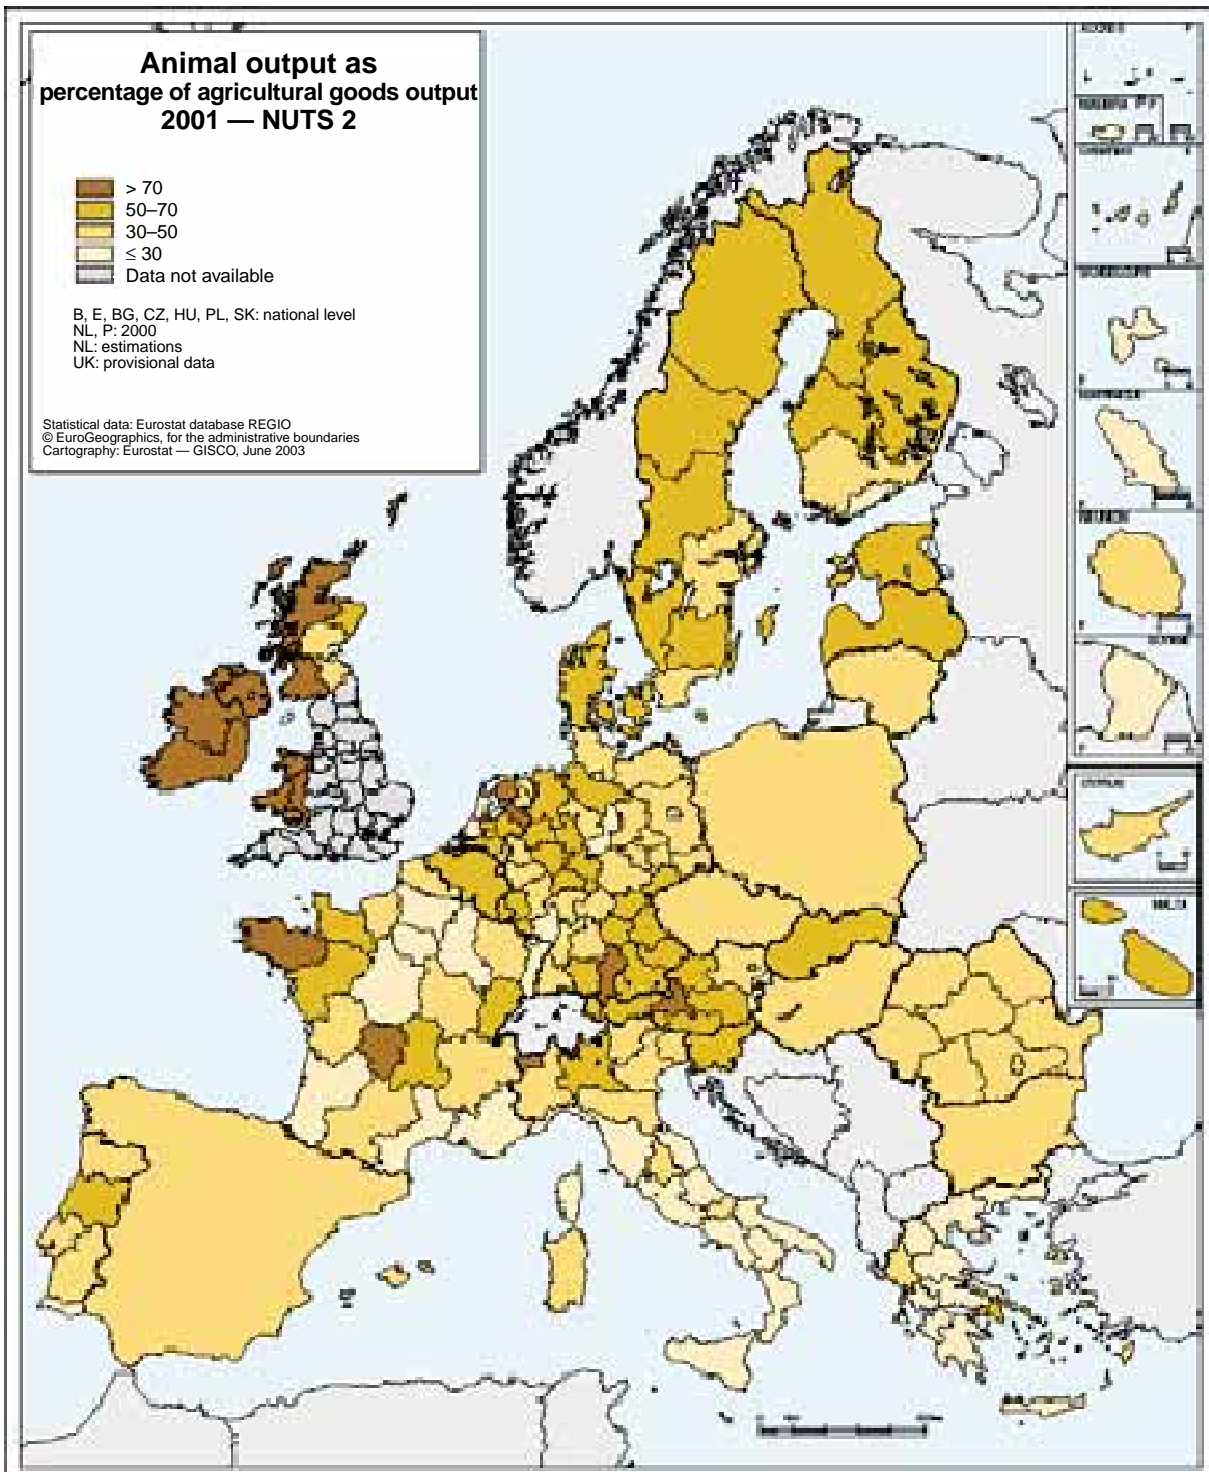 Animal output as
percentage of agricultural goods output
2001 — NUTS 2
> 70
50–70
30–50
≤ 30
Data not available
B, E, BG, CZ, HU, PL, SK: national level
NL, P: 2000
NL: estimations
UK: provisional data
Statistical data: Eurostat database REGIO
© EuroGeographics, for the administrative boundaries
Cartography: Eurostat — GISCO, June 2003